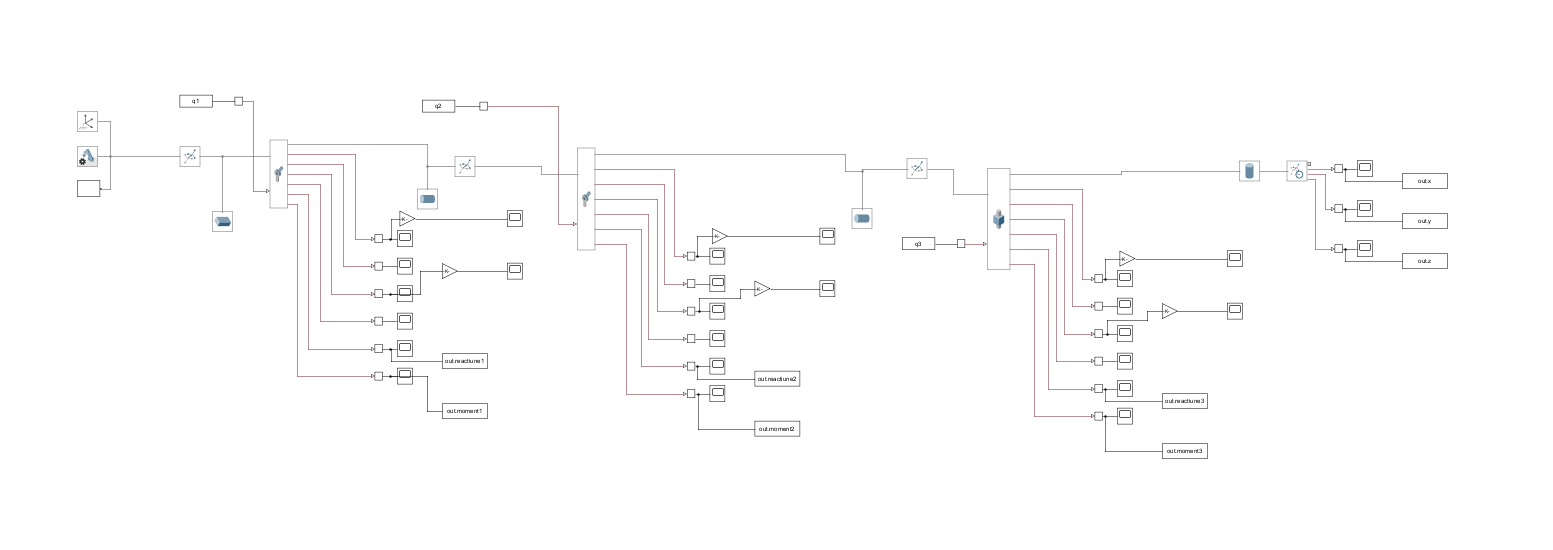 q1
q2
q3
-K-
-K-
-K-
-K-
-K-
-K-
out.x
out.y
out.z
out.reactiune1
out.moment1
out.reactiune2
out.moment2
out.reactiune3
out.moment3